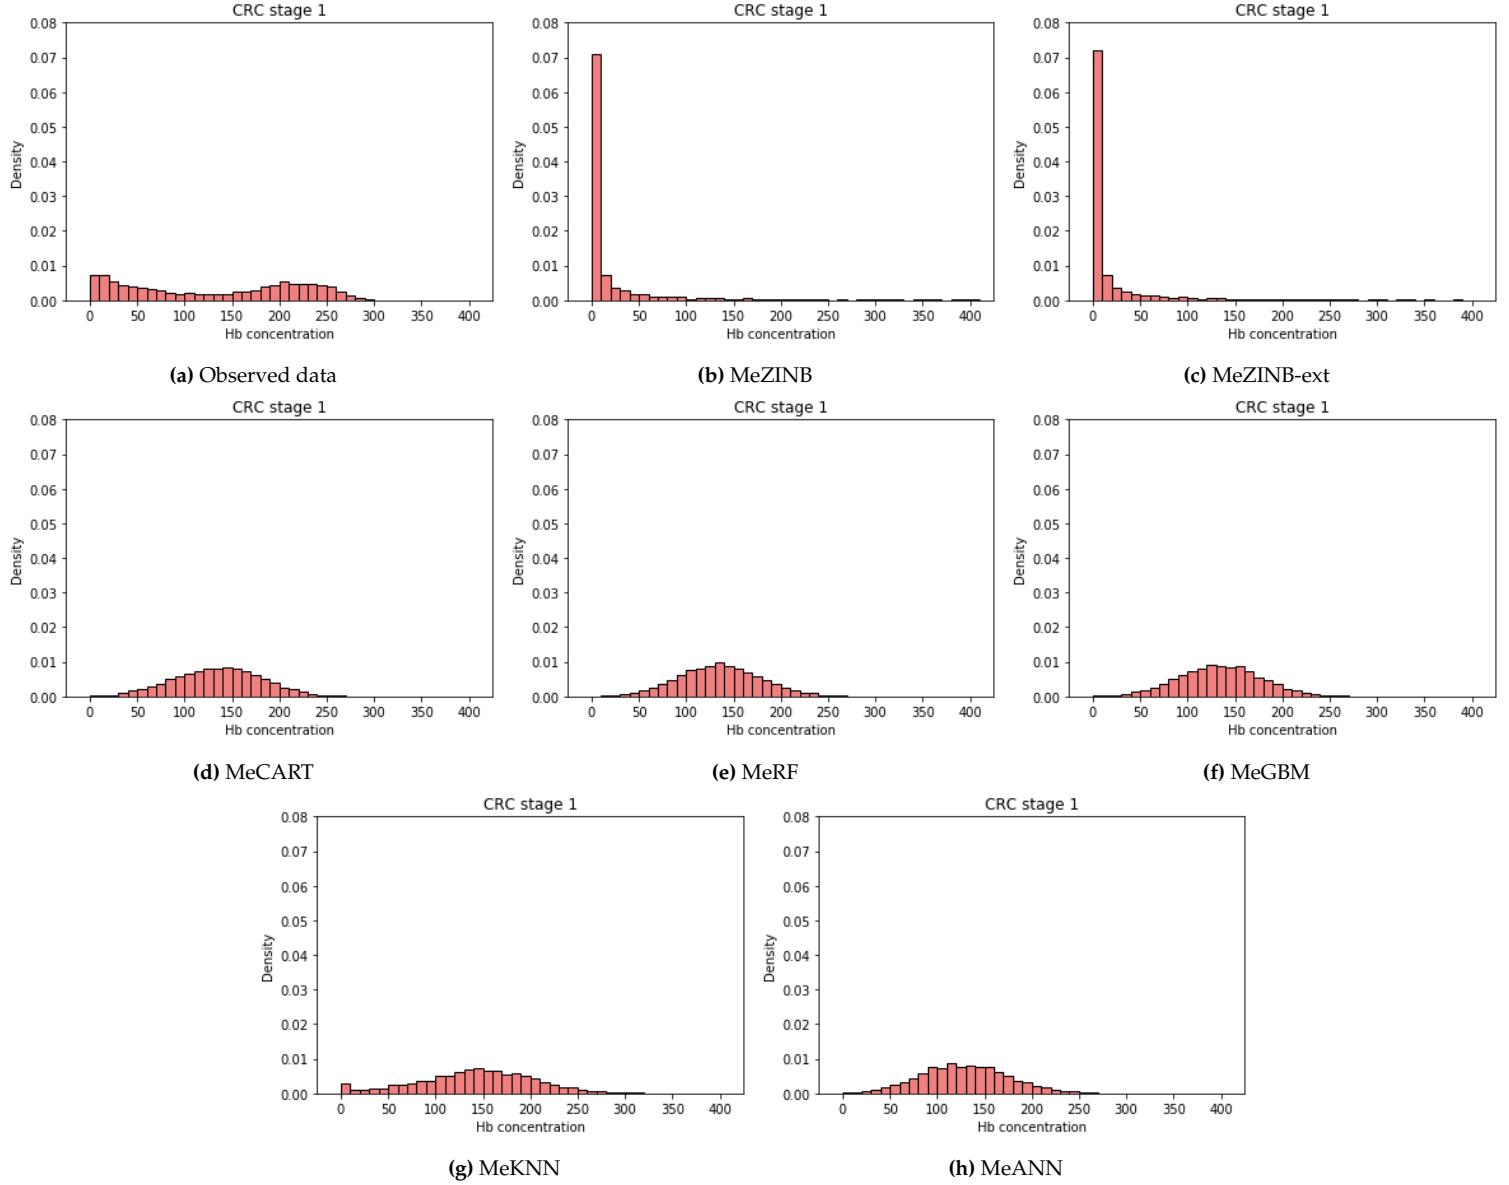 CRC stage 1
0.08
0.07
0.06
0.05
0.04
0.03
0.02
0.01
0.00
Density
0 50 100 150 200 250 300 350 400
Hb concentration
(a) Observed data
CRC stage 1
0.08
0.07
0.06
0.05
0.04
0.03
0.02
0.01
0.00
Density
0 50 100 150 200 250 300 350 400
Hb concentration
(b) MeZINB
CRC stage 1
0.08
0.07
0.06
0.05
0.04
0.03
0.02
0.01
0.00
Density
0 50 100 150 200 250 300 350 400
Hb concentration
(c) MeZINB-ext
CRC stage 1
0.08
0.07
0.06
0.05
0.04
0.03
0.02
0.01
0.00
Density
0 50 100 150 200 250 300 350 400
Hb concentration
(d) MeCART
CRC stage 1
0.08
0.07
0.06
0.05
0.04
0.03
0.02
0.01
0.00
Density
0 50 100 150 200 250 300 350 400
Hb concentration
(e) MeRF
CRC stage 1
0.08
0.07
0.06
0.05
0.04
0.03
0.02
0.01
0.00
Density
0 50 100 150 200 250 300 350 400
Hb concentration
(f) MeGBM
CRC stage 1
0.08
0.07
0.06
0.05
0.04
0.03
0.02
0.01
0.00
Density
0 50 100 150 200 250 300 350 400
Hb concentration
(g) MeKNN
CRC stage 1
0.08
0.07
0.06
0.05
0.04
0.03
0.02
0.01
0.00
Density
0 50 100 150 200 250 300 350 400
Hb concentration
(h) MeANN